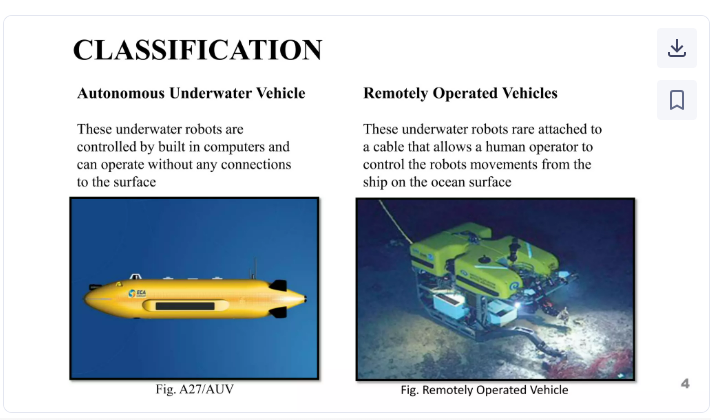 CLASSIFICATION
Autonomous Underwater Vehicle
These underwater robots are
controlled by built in computers and
can operate without any connections
to the surface
ECA
Fig. A27/AUV
Remotely Operated Vehicles
These underwater robots rare attached to
a cable that allows a human operator to
control the robots movements from the
ship on the ocean surface
Fig. Remotely Operated Vehicle
4